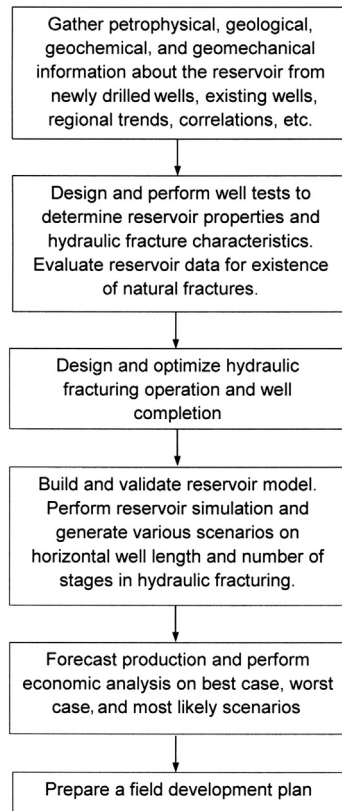 Gather petrophysical, geological,
geochemical, and geomechanical
information about the reservoir from
newly drilled wells, existing wells,
regional trends, correlations, etc.
Design and perform well tests to
determine reservoir properties and
hydraulic fracture characteristics.
Evaluate reservoir data for existence
of natural fractures.
Design and optimize hydraulic
fracturing operation and well
completion
Build and validate reservoir model.
Perform reservoir simulation and
generate various scenarios on
horizontal well length and number of
stages in hydraulic fracturing.
Forecast production and perform
economic analysis on best case, worst
case, and most likely scenarios
Prepare a field development plan